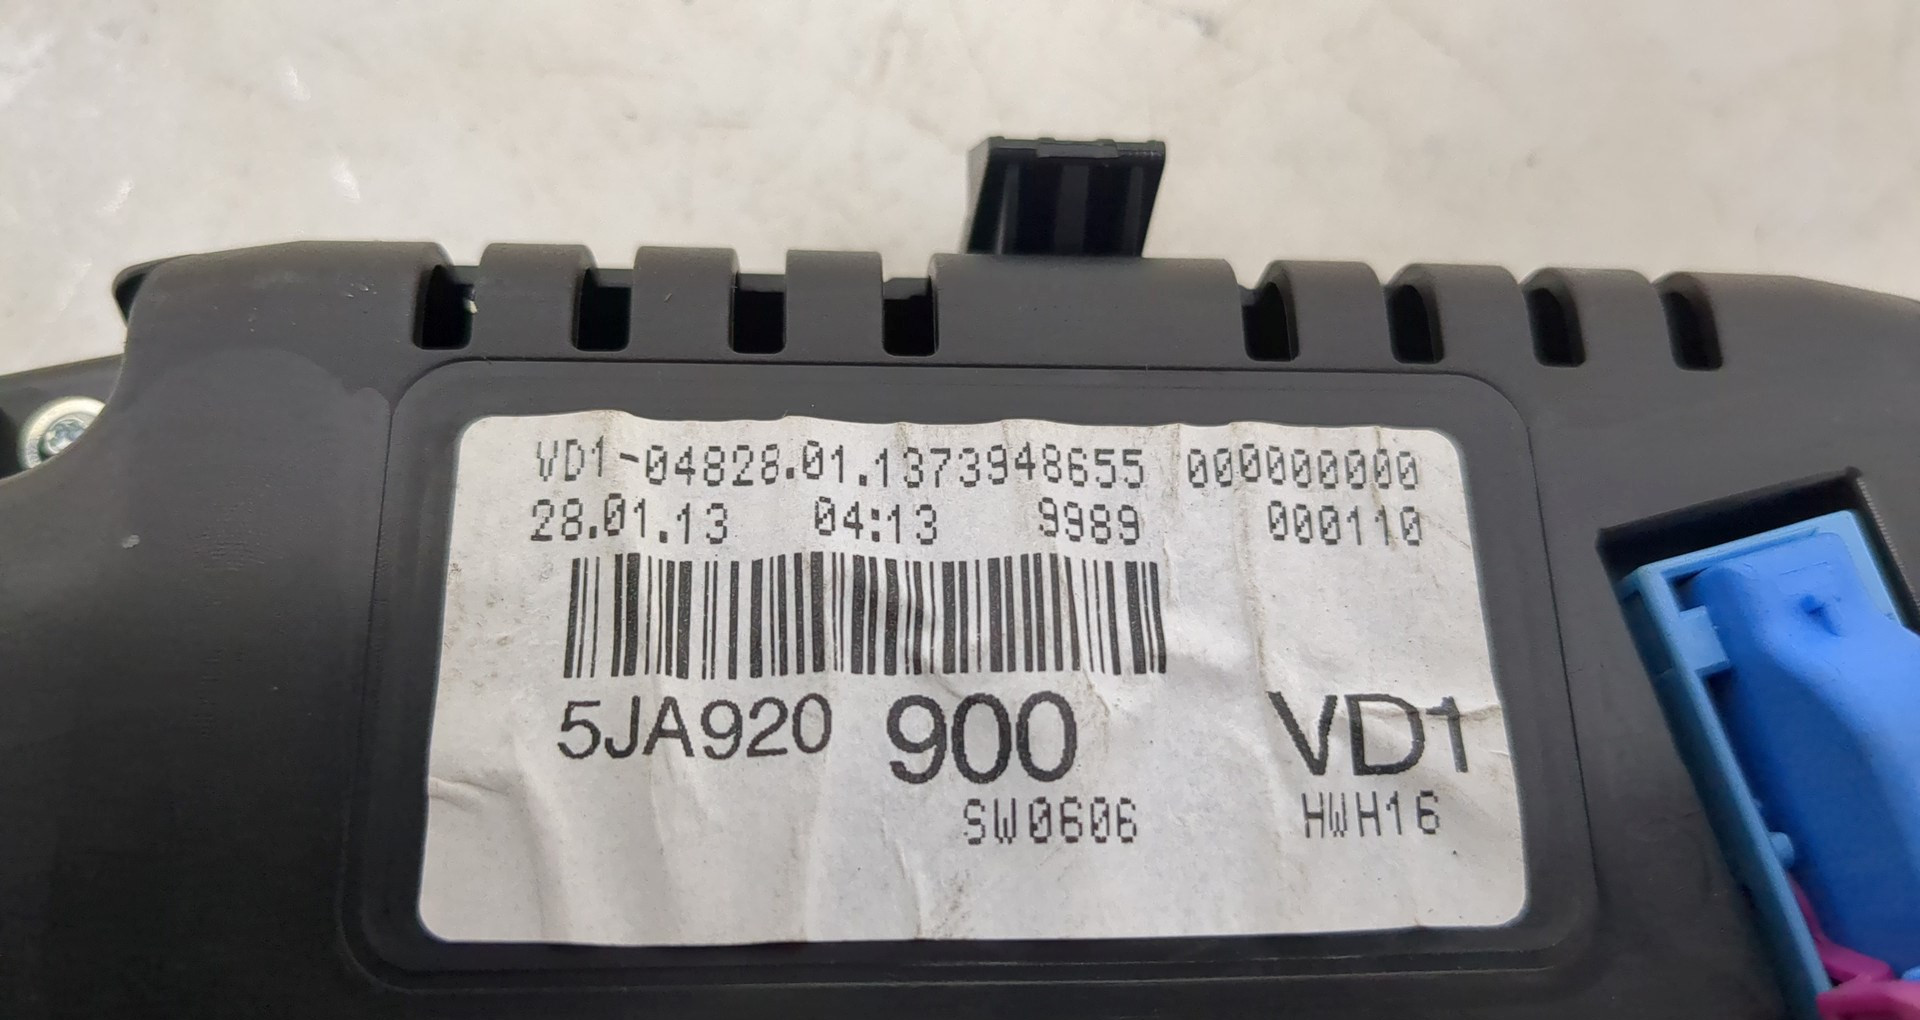 VD1-04828.01.1373948655 000000000
28.01.13 04:13 9989 000110
5JA920 900 VD1
SW0606 HWH16